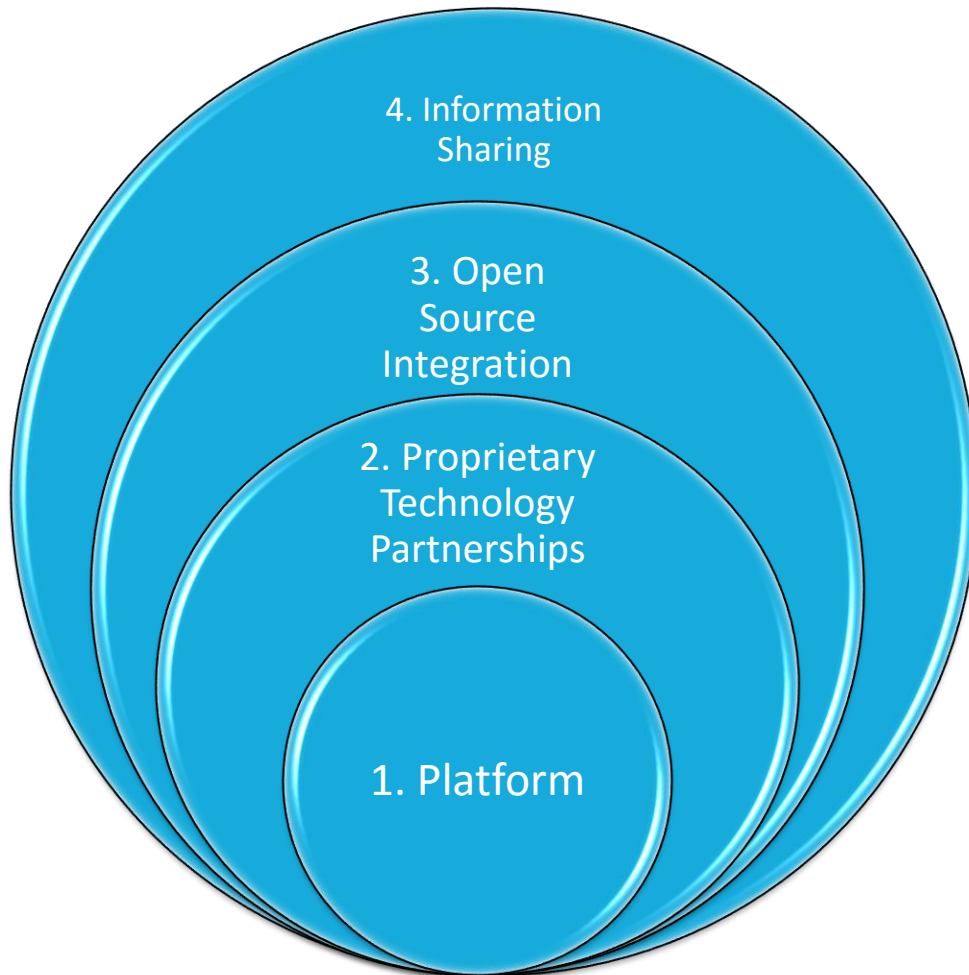 4. Information
Sharing
3. Open
Source
Integration
2. Proprietary
Technology
Partnerships
1. Platform